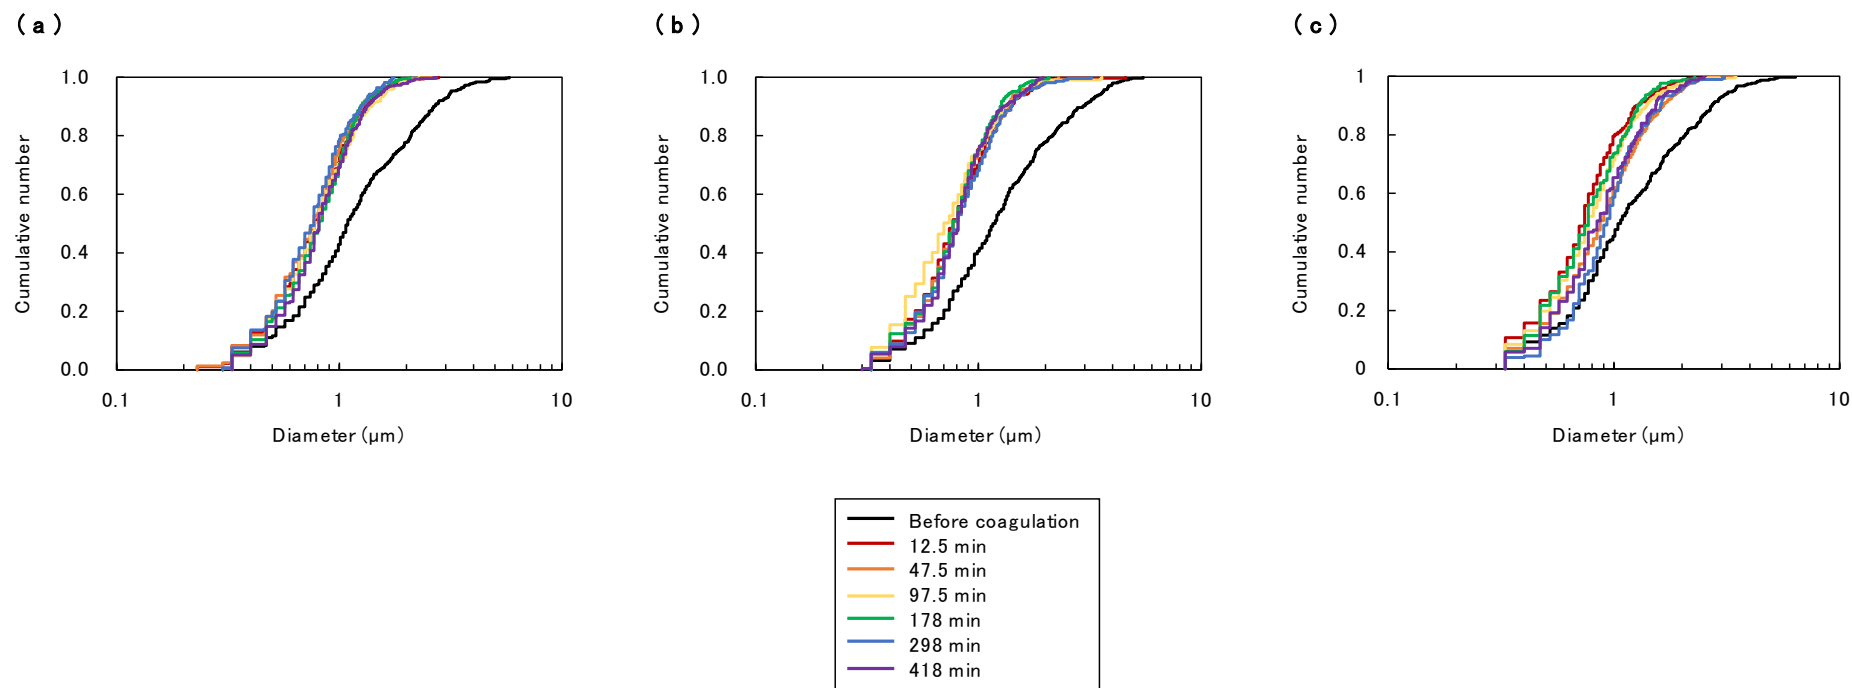 (a)
1.0
0.8
0.6
0.4
0.2
0.0
Cumulative number
0.1 1 10
Diameter (μm)
(b)
1.0
0.8
0.6
0.4
0.2
0.0
Cumulative number
0.1 1 10
Diameter (μm)
(c)
1
0.8
0.6
0.4
0.2
0
Cumulative number
0.1 1 10
Diameter (μm)
Before coagulation
12.5 min
47.5 min
97.5 min
178 min
298 min
418 min